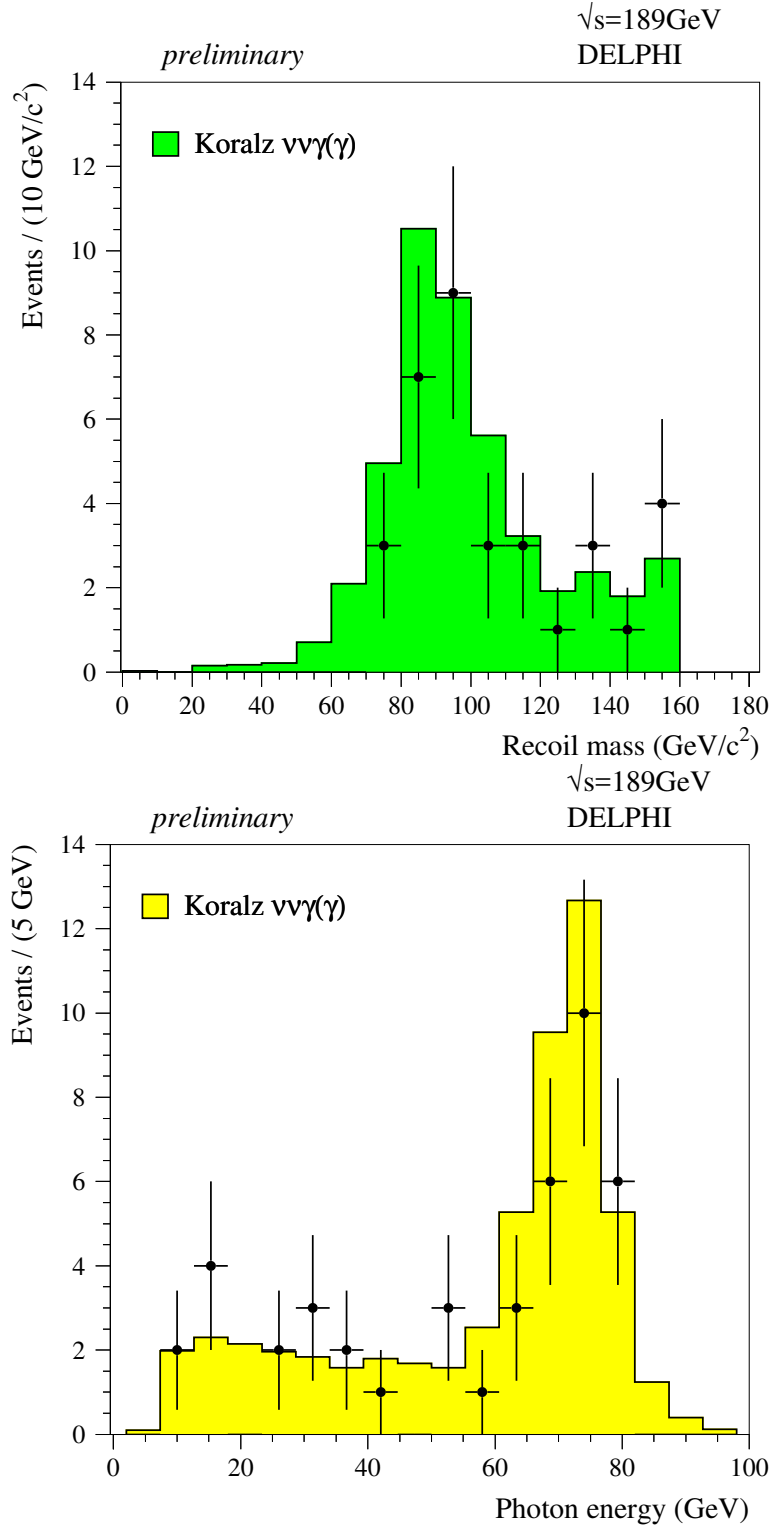 √s=189GeV
preliminary DELPHI
Events / (10 GeV/c²)
Koralz ννγ(γ)
14
12
10
8
6
4
2
0
0 20 40 60 80 100 120 140 160 180
Recoil mass (GeV/c²)
√s=189GeV
preliminary DELPHI
Events / (5 GeV)
Koralz ννγ(γ)
14
12
10
8
6
4
2
0
0 20 40 60 80 100
Photon energy (GeV)